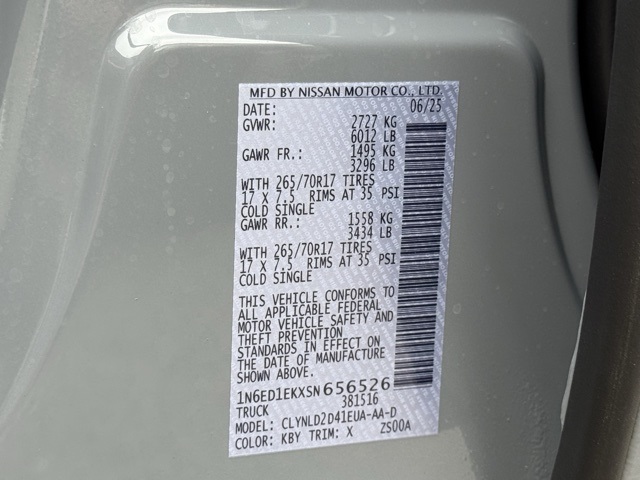 MFD BY NISSAN MOTOR CO., LTD.
DATE: 06/25
GVWR: 2727 KG
6012 LB
GAWR FR.: 1495 KG
3296 LB
WITH 265/70R17 TIRES
17 X 7.5 RIMS AT 35 PSI
COLD SINGLE
GAWR RR.: 1558 KG
3434 LB
WITH 265/70R17 TIRES
17 X 7.5 RIMS AT 35 PSI
COLD SINGLE
THIS VEHICLE CONFORMS TO
ALL APPLICABLE FEDERAL
MOTOR VEHICLE SAFETY AND
THEFT PREVENTION
STANDARDS IN EFFECT ON
THE DATE OF MANUFACTURE
SHOWN ABOVE.
1N6ED1EKXSN656526
TRUCK 381516
MODEL: CLYNLD2D41EUA-AA-D
COLOR: KBY TRIM: X ZS00A